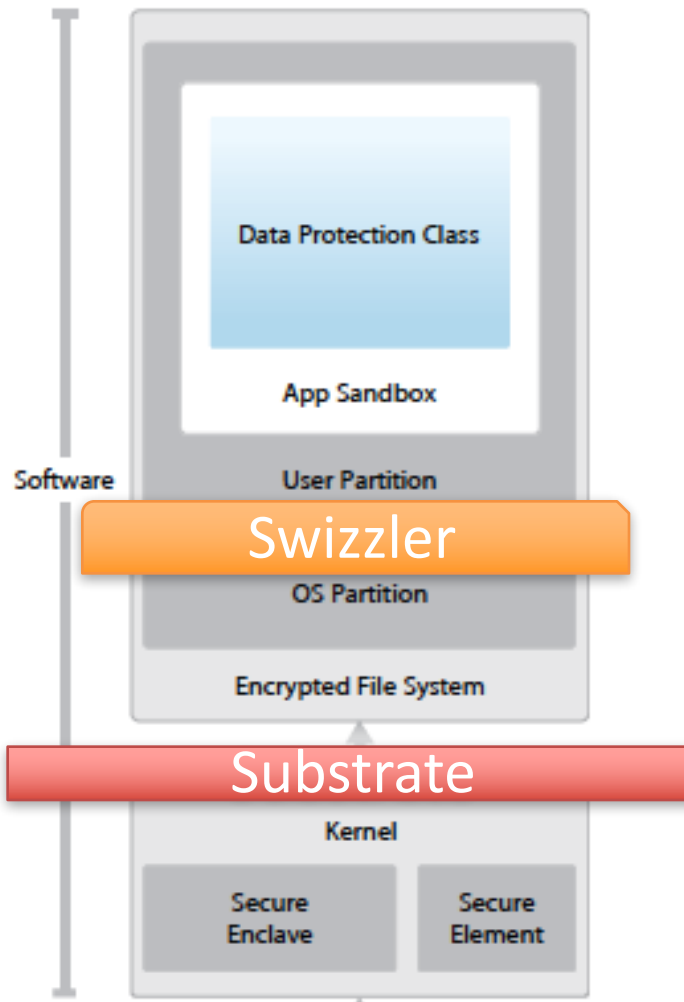 Data Protection Class
App Sandbox
Software
User Partition
Swizzler
OS Partition
Encrypted File System
Substrate
Kernel
Secure
Enclave
Secure
Element